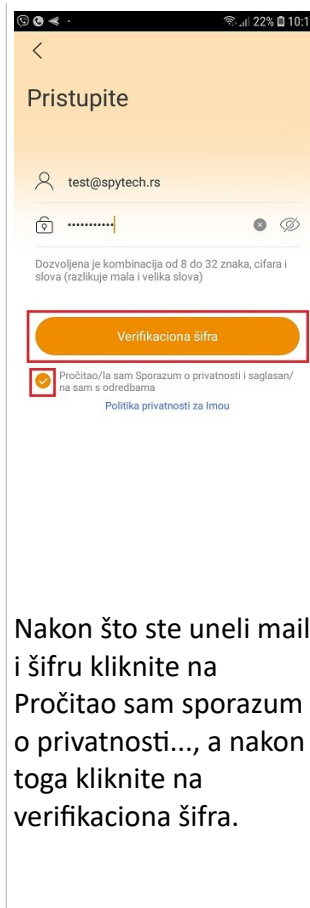 22% 10:1
Pristupite
test@spytech.rs
Dozvoljena je kombinacija od 8 do 32 znaka, cifara i
slova (razlikuje mala i velika slova)
Verifikaciona šifra
Pročitao/la sam Sporazum o privatnosti i saglasan/
na sam s odredbama
Politika privatnosti za Imou
Nakon što ste uneli mail
i šifru kliknite na
Pročitao sam sporazum
o privatnosti..., a nakon
toga kliknite na
verifikaciona šifra.